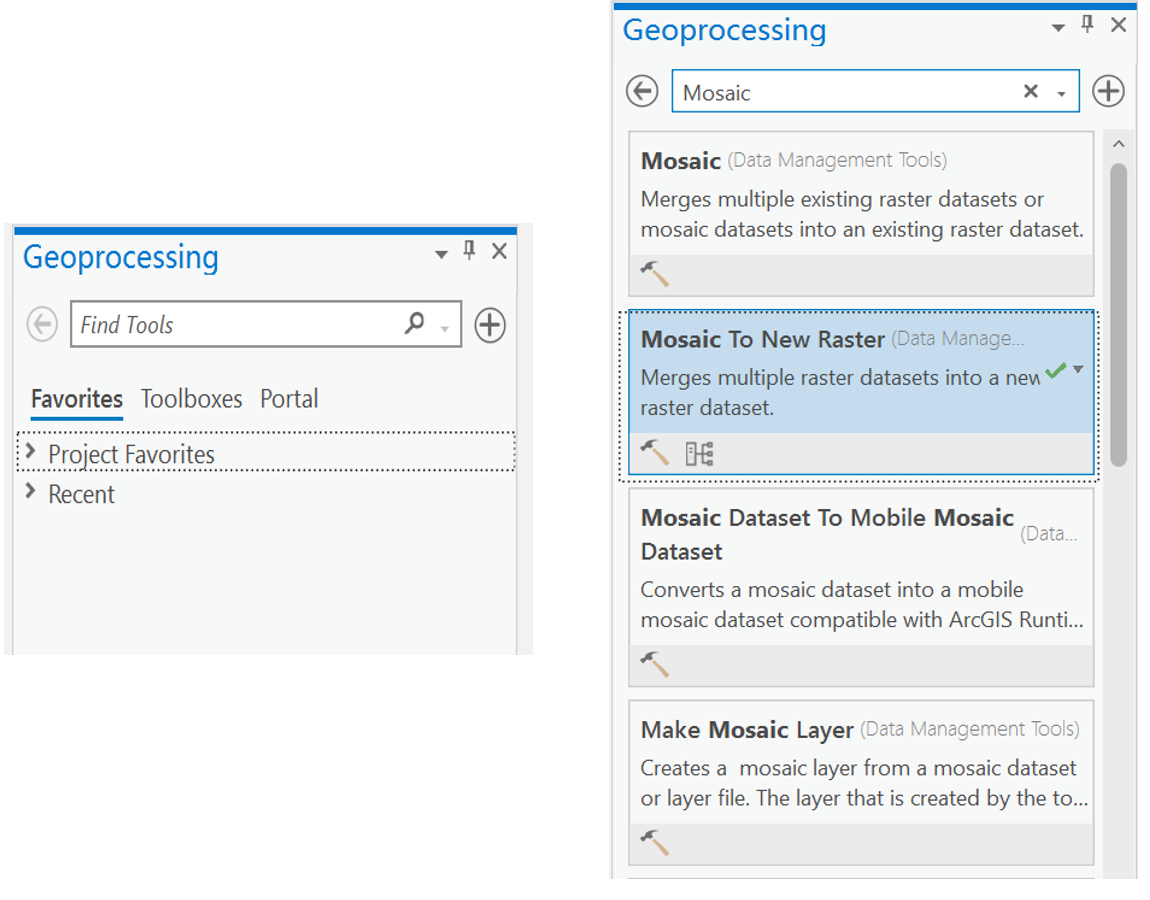 Geoprocessing
Find Tools
Favorites Toolboxes Portal
Project Favorites
Recent
Geoprocessing
Mosaic
Mosaic (Data Management Tools)
Merges multiple existing raster datasets or
mosaic datasets into an existing raster dataset.
Mosaic To New Raster (Data Manage...
Merges multiple raster datasets into a new
raster dataset.
Mosaic Dataset To Mobile Mosaic (Data...
Dataset
Converts a mosaic dataset into a mobile
mosaic dataset compatible with ArcGIS Runti...
Make Mosaic Layer (Data Management Tools)
Creates a  mosaic layer from a mosaic dataset
or layer file. The layer that is created by the to...